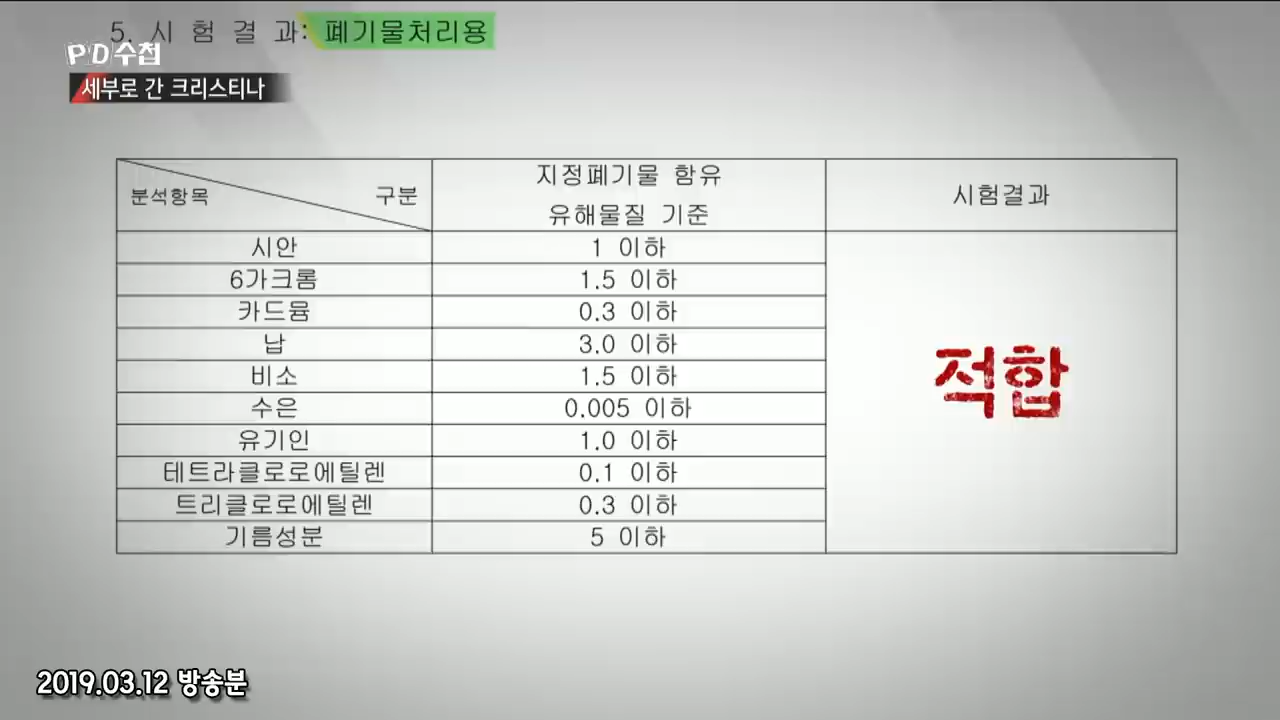 5. 시 험 결 과: 폐기물처리용
PD수첩
세부로 간 크리스티나
분석항목 구분
지정폐기물 함유
유해물질 기준
시험결과
시안 1 이하
6가크롬 1.5 이하
카드뮴 0.3 이하
납 3.0 이하
비소 1.5 이하
수은 0.005 이하
유기인 1.0 이하
테트라클로로에틸렌 0.1 이하
트리클로로에틸렌 0.3 이하
기름성분 5 이하
적합
2019.03.12 방송분